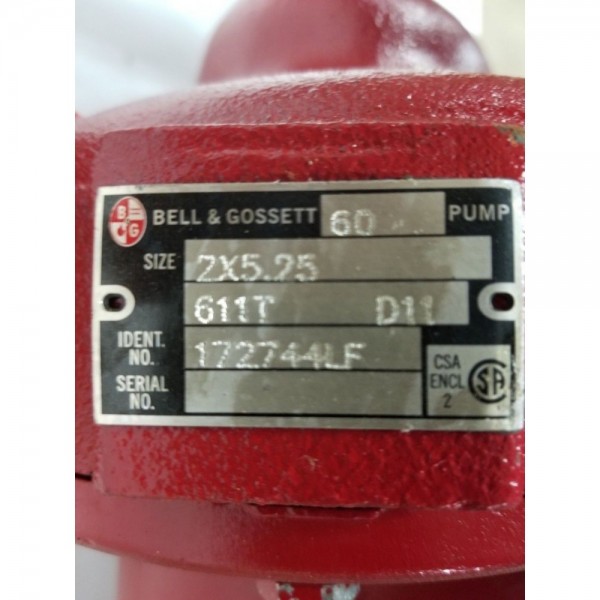 B & G BELL & GOSSETT 60 PUMP
SIZE 2X5.25
611T D11
IDENT. NO. 172744LF
SERIAL NO.
CSA ENCL 2 SA